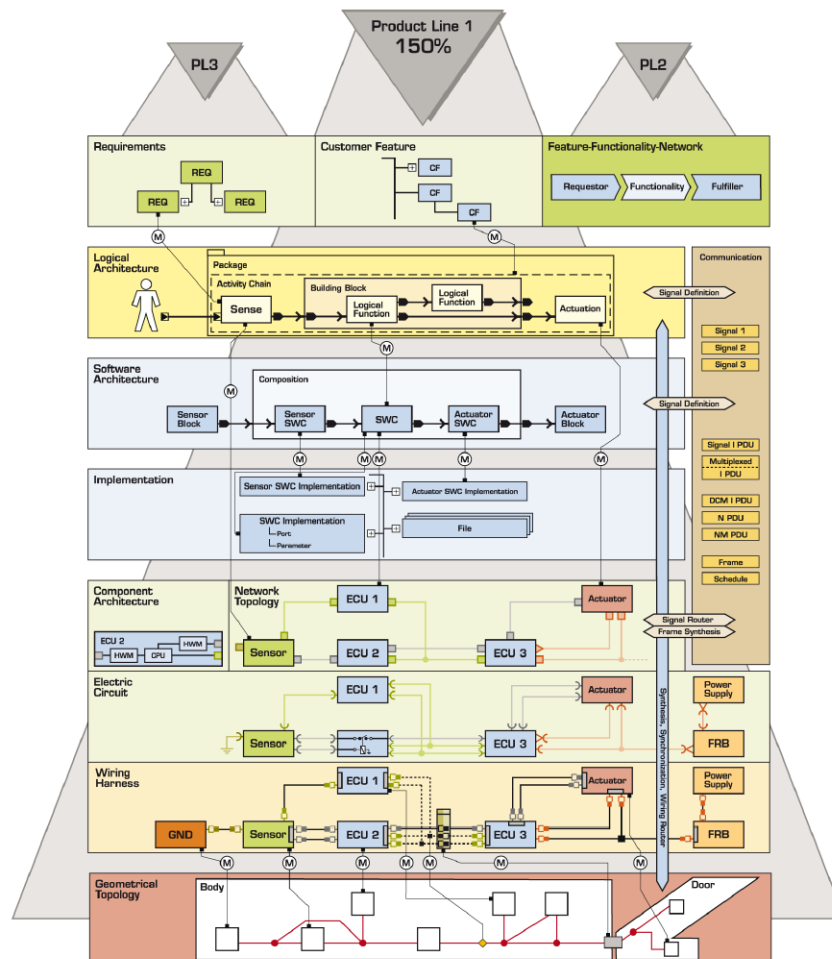 Product Line 1
150%
PL3
PL2
Requirements
REQ
REQ
REQ
Customer Feature
CF
CF
CF
Feature-Functionality-Network
Requestor
Functionality
Fulfiller
M
M
Logical
Architecture
Package
Activity Chain
Building Block
Sense
Logical
Function
Logical
Function
Actuation
Communication
Signal Definition
Signal 1
Signal 2
Signal 3
M
M
M
Software
Architecture
Composition
Sensor
Block
Sensor
SWC
SWC
Actuator
SWC
Actuator
Block
Signal Definition
Signel I PDU
Multiplexed
I PDU
DCM I PDU
N PDU
NM PDU
Frame
Schedule
M
M
M
M
M
Implementation
Sensor SWC Implementation
Actuator SWC Implementation
SWC Implementation
Port
Parameter
File
Component
Architecture
ECU 2
HWM
CPU
HWM
Network
Topology
ECU 1
Actuator
Sensor
ECU 2
ECU 3
Signal Router
Frame Synthesis
Electric
Circuit
ECU 1
Actuator
Power
Supply
Sensor
ECU 3
FRB
Synthesis, Synchronization, Wiring Router
Wiring
Harness
ECU 1
Actuator
Power
Supply
GND
Sensor
ECU 2
ECU 3
FRB
M
M
M
M
M
M
M
Geometrical
Topology
Body
Door